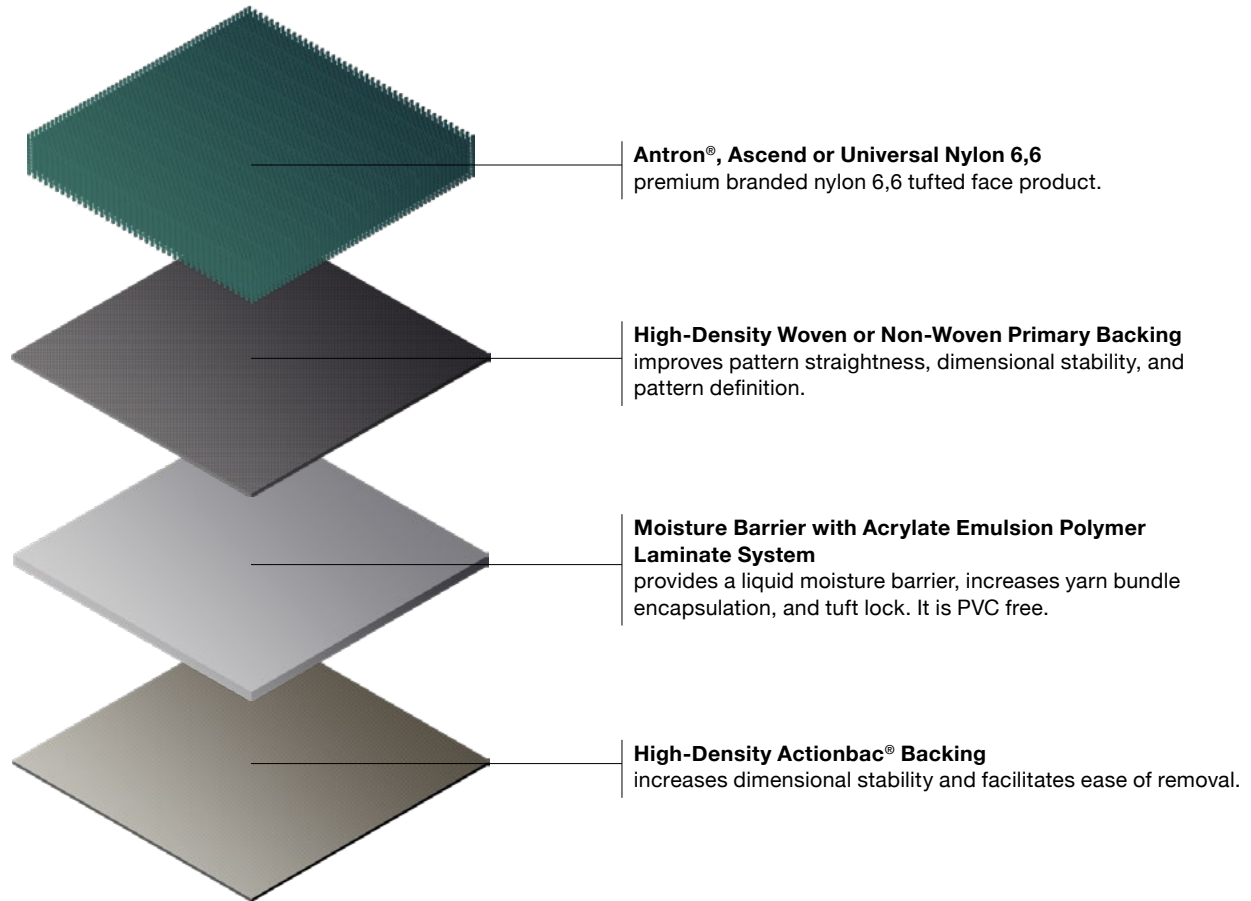 Antron®, Ascend or Universal Nylon 6,6
premium branded nylon 6,6 tufted face product.
High-Density Woven or Non-Woven Primary Backing
improves pattern straightness, dimensional stability, and
pattern definition.
Moisture Barrier with Acrylate Emulsion Polymer
Laminate System
provides a liquid moisture barrier, increases yarn bundle
encapsulation, and tuft lock. It is PVC free.
High-Density Actionbac® Backing
increases dimensional stability and facilitates ease of removal.